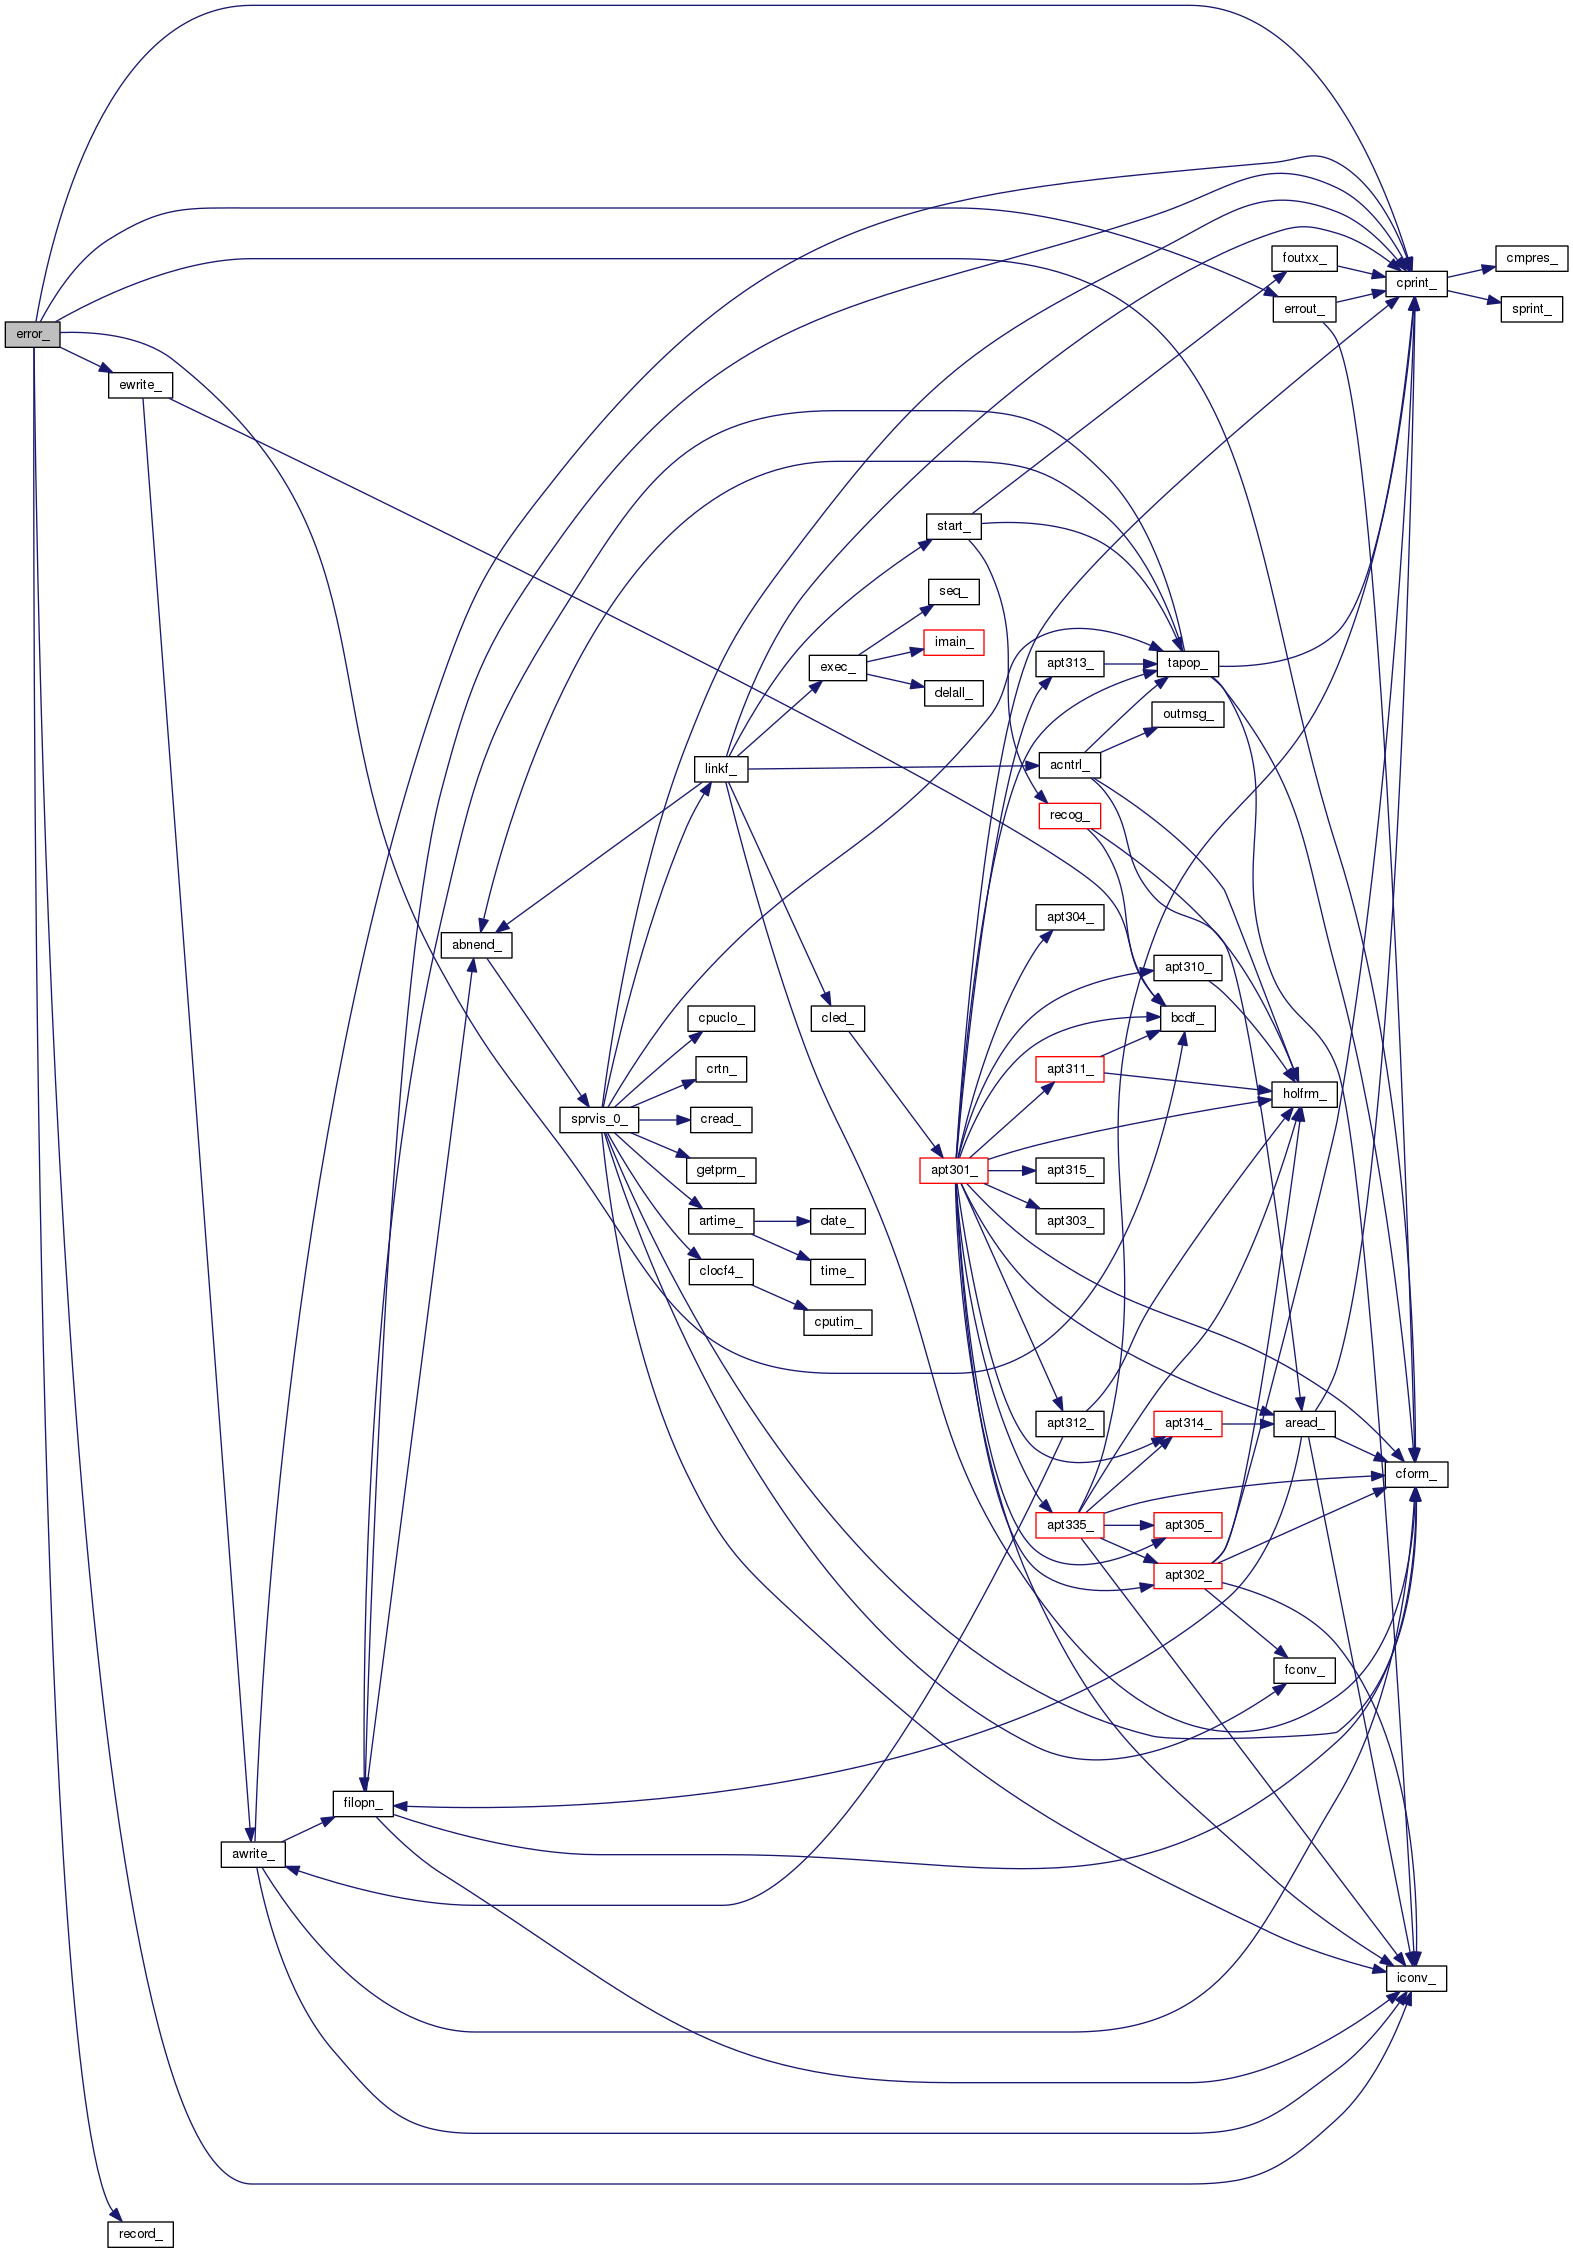 cmpres_
foutxx_
cprint_
errout_
sprint_
error_
ewrite_
start_
seq_
imain_
apt313_
tapop_
exec_
delall_
outmsg_
linkf_
acntrl_
recog_
apt304_
abnend_
apt310_
cpuclo_
cled_
bcdf_
crtn_
apt311_
holfrm_
sprvis_0_
cread_
getprm_
apt301_
apt315_
artime_
date_
apt303_
clocf4_
time_
cputim_
apt312_
apt314_
aread_
cform_
apt335_
apt305_
apt302_
fconv_
filopn_
awrite_
iconv_
record_